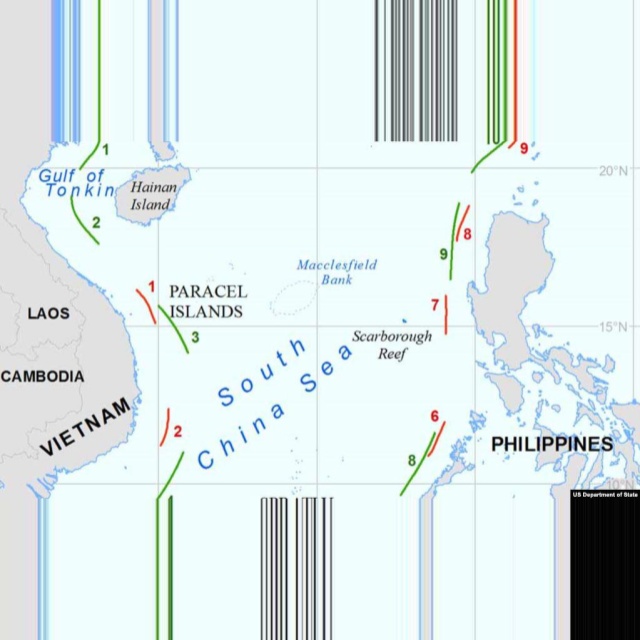 1
9
Gulf of
Tonkin
Hainan
Island
20°N
2
8
9
Macclesfield
Bank
1
PARACEL
ISLANDS
7
LAOS
3
Scarborough
Reef
15°N
South
China Sea
CAMBODIA
VIETNAM
2
6
8
PHILIPPINES
US Department of State